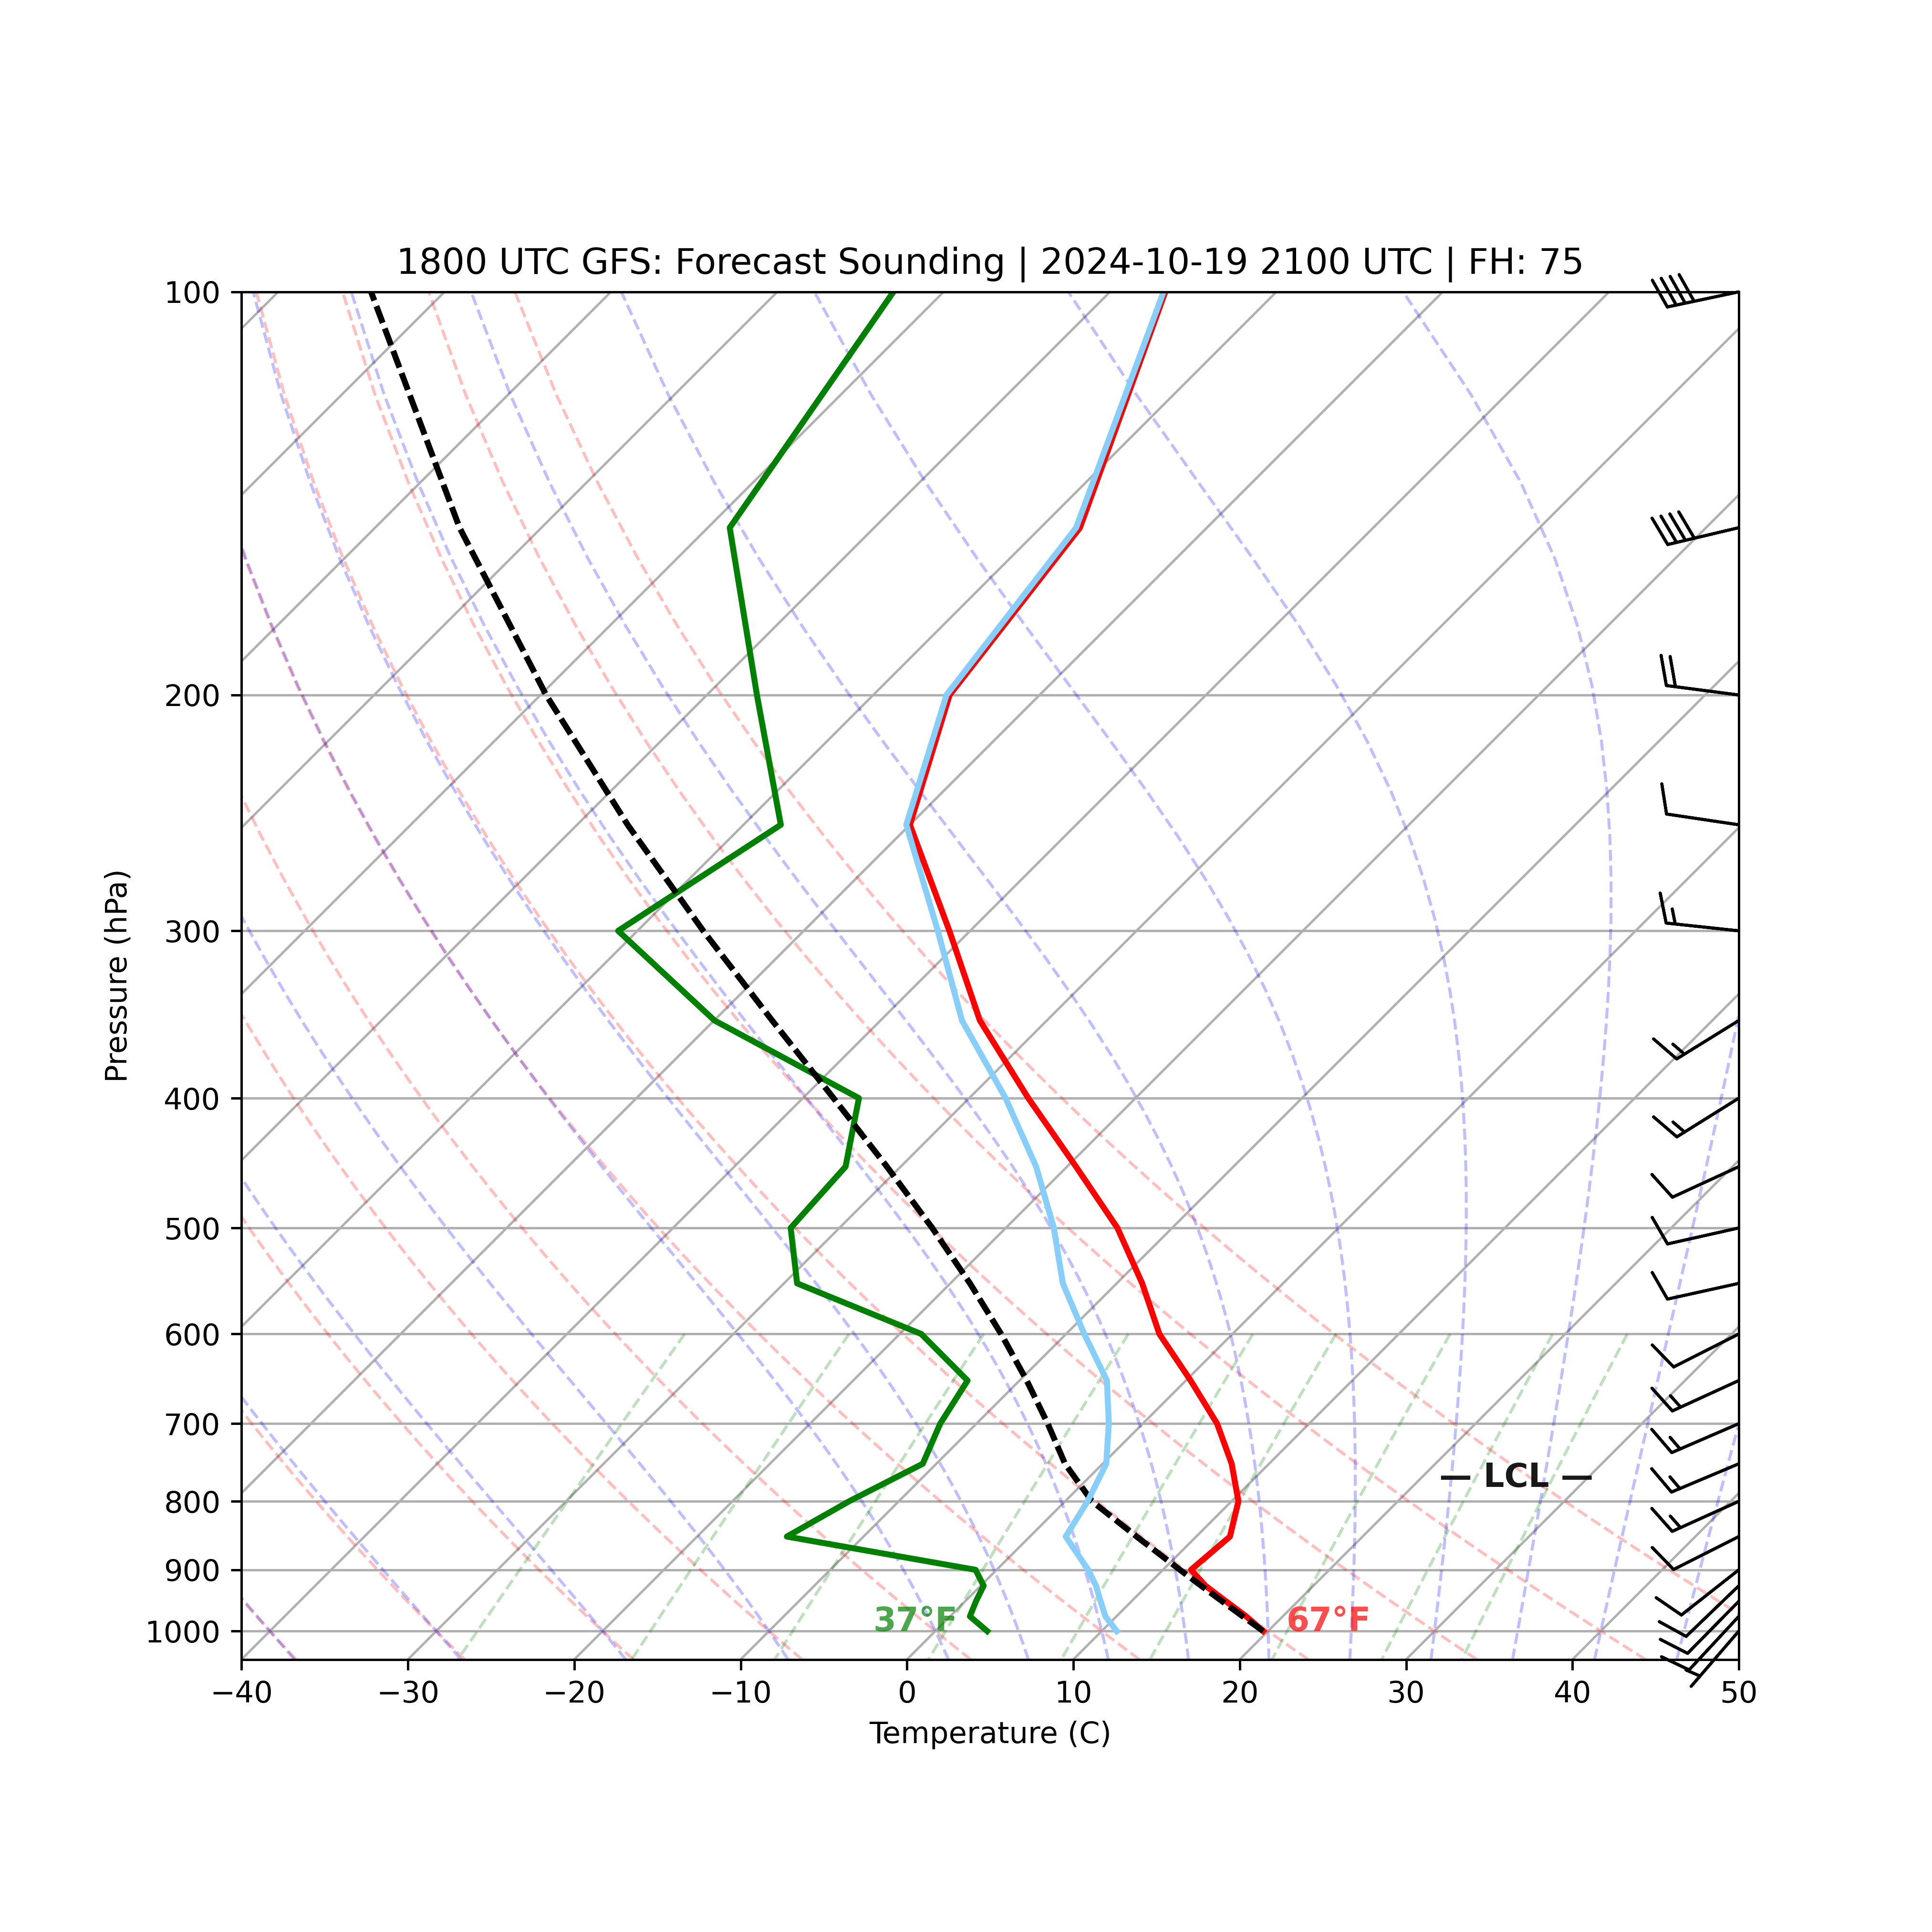 1800 UTC GFS: Forecast Sounding | 2024-10-19 2100 UTC | FH: 75
100
200
300
400
500
600
700
800
900
1000
Pressure (hPa)
— LCL —
37°F
67°F
−40 −30 −20 −10 0 10 20 30 40 50
Temperature (C)